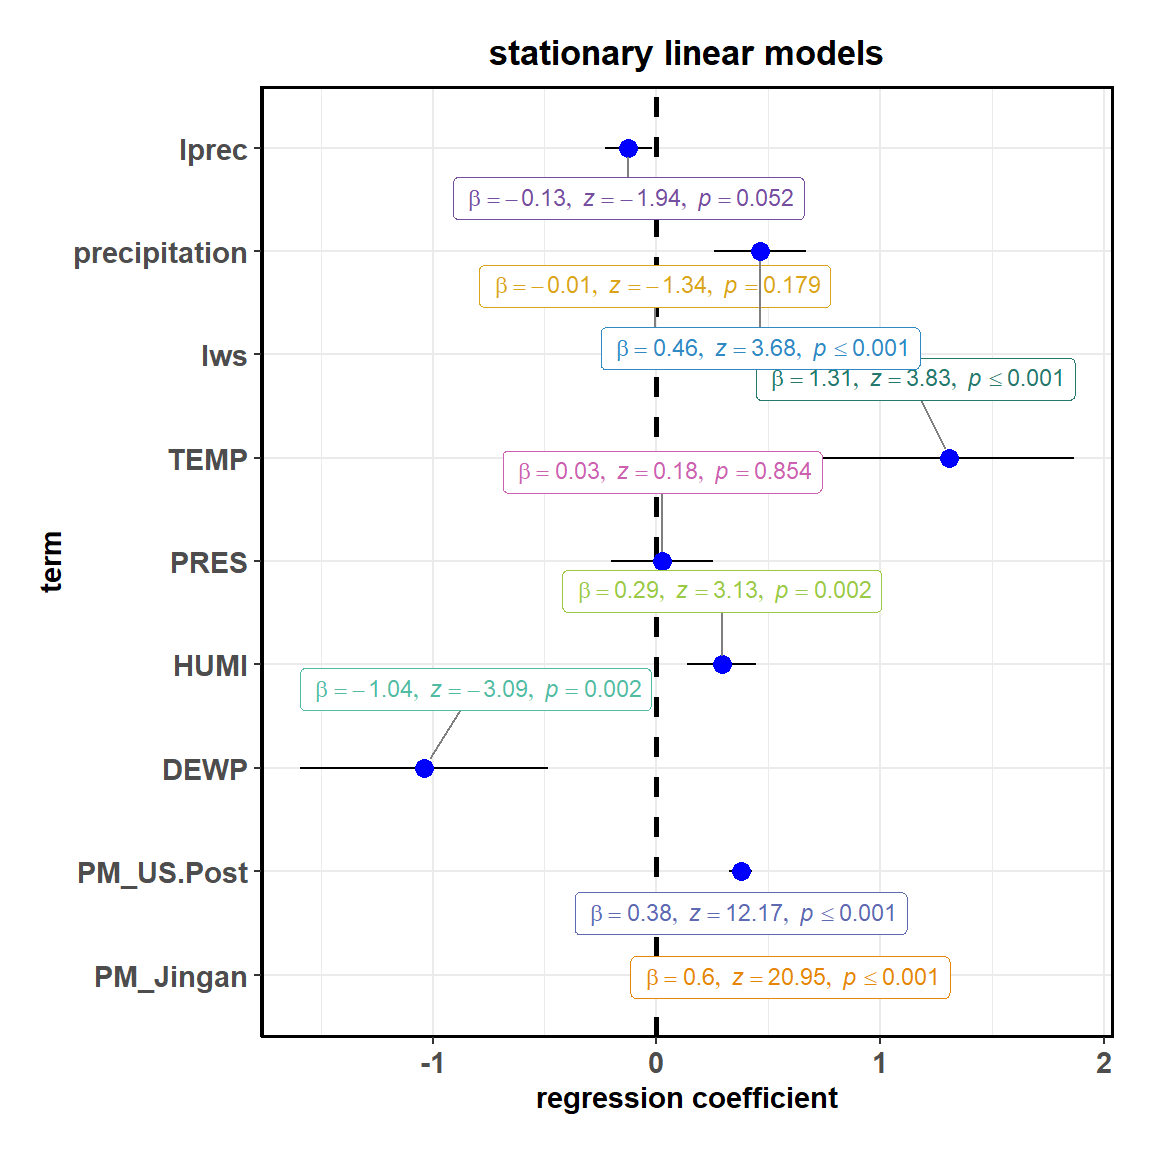 stationary linear models
Iprec
β = −0.13, z = −1.94, p = 0.052
precipitation
β = −0.01, z = −1.34, p = 0.179
Iws
β = 0.46, z = 3.68, p ≤ 0.001
β = 1.31, z = 3.83, p ≤ 0.001
TEMP
β = 0.03, z = 0.18, p = 0.854
PRES
β = 0.29, z = 3.13, p = 0.002
HUMI
β = −1.04, z = −3.09, p = 0.002
DEWP
PM_US.Post
β = 0.38, z = 12.17, p ≤ 0.001
PM_Jingan
β = 0.6, z = 20.95, p ≤ 0.001
term
-1 0 1 2
regression coefficient